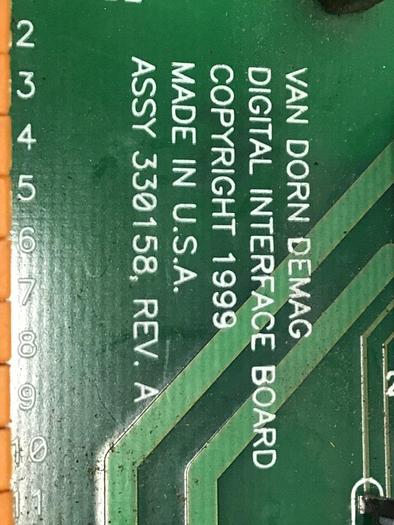 VAN DORN DEMAG
DIGITAL INTERFACE BOARD
COPYRIGHT 1999
MADE IN U.S.A.
ASSY 330158, REV. A
2
3
4
5
6
7
8
9
10
11